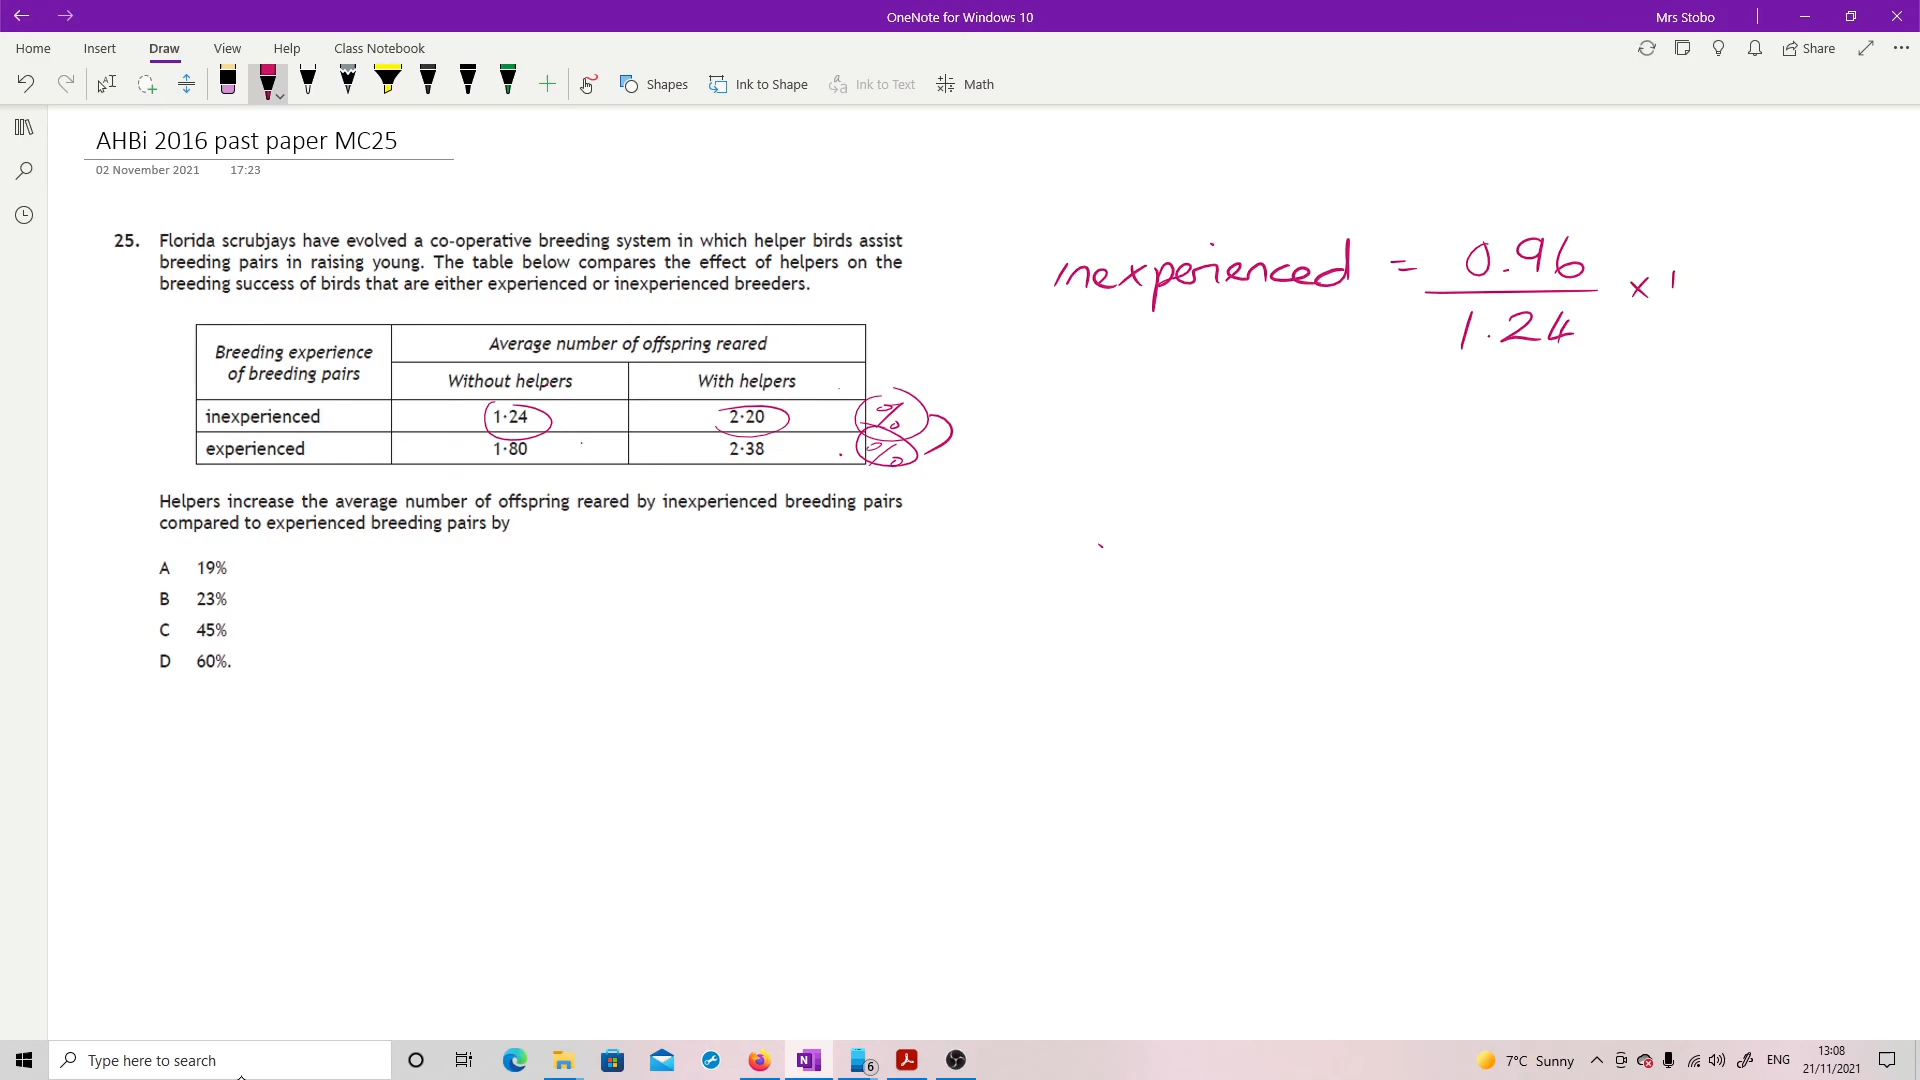 OneNote for Windows 10
Mrs Stobo
Home Insert Draw View Help Class Notebook
Share
Shapes Ink to Shape Ink to Text Math
AHBi 2016 past paper MC25
02 November 2021 17:23
25. Florida scrubjays have evolved a co-operative breeding system in which helper birds assist
breeding pairs in raising young. The table below compares the effect of helpers on the
breeding success of birds that are either experienced or inexperienced breeders.
Breeding experience
of breeding pairs
Average number of offspring reared
Without helpers With helpers
inexperienced 1·24 2·20 %
experienced 1·80 2·38 %
Helpers increase the average number of offspring reared by inexperienced breeding pairs
compared to experienced breeding pairs by
A 19%
B 23%
C 45%
D 60%.
inexperienced = 0.96 × 1
1.24
Type here to search
6
7°C Sunny
ENG
13:08
21/11/2021